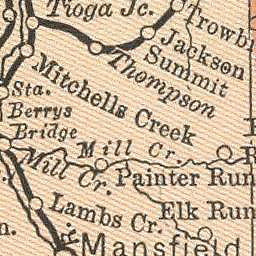 Tioga Jc.
Trowb
Jackson
Summit
Thompson
Mitchells Creek
Sta.
Berrys
Bridge
Mill Cr.
Mill Cr.
Painter Run
Lambs Cr.
Elk Run
Mansfield